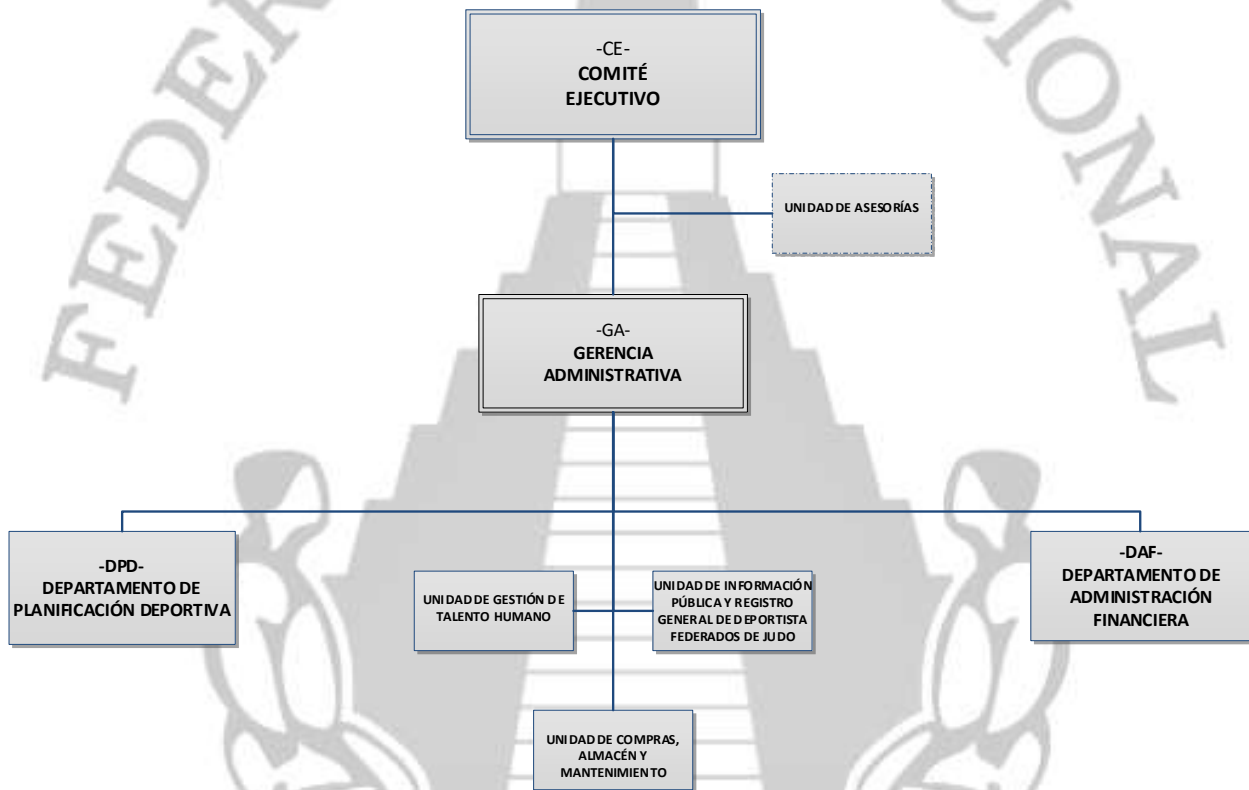 FEDER
CIONAL
-CE-
COMITÉ
EJECUTIVO
UNIDAD DE ASESORÍAS
-GA-
GERENCIA
ADMINISTRATIVA
-DPD-
DEPARTAMENTO DE
PLANIFICACIÓN DEPORTIVA
UNIDAD DE GESTIÓN DE
TALENTO HUMANO
UNIDAD DE INFORMACIÓN
PÚBLICA Y REGISTRO
GENERAL DE DEPORTISTA
FEDERADOS DE JUDO
-DAF-
DEPARTAMENTO DE
ADMINISTRACIÓN
FINANCIERA
UNIDAD DE COMPRAS,
ALMACÉN Y
MANTENIMIENTO